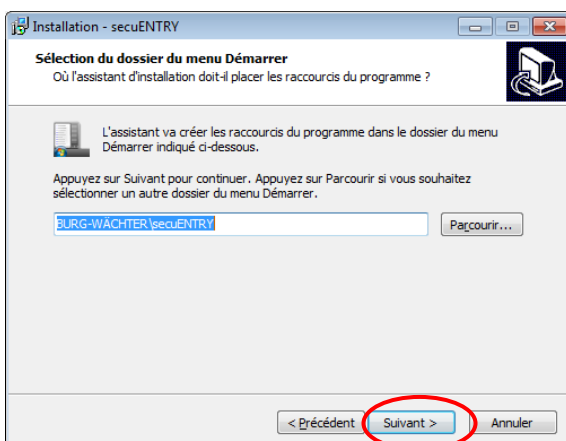 Installation - secuENTRY
Sélection du dossier du menu Démarrer
Où l'assistant d'installation doit-il placer les raccourcis du programme ?
L'assistant va créer les raccourcis du programme dans le dossier du menu
Démarrer indiqué ci-dessous.
Appuyez sur Suivant pour continuer. Appuyez sur Parcourir si vous souhaitez
sélectionner un autre dossier du menu Démarrer.
BURG-WÄCHTER\secuENTRY
Parcourir...
< Précédent
Suivant >
Annuler